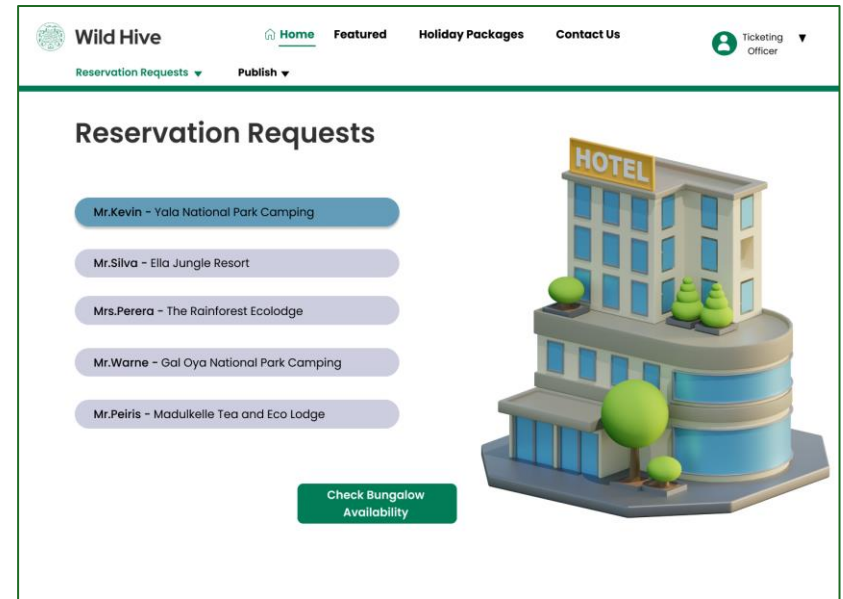 Wild Hive
Home Featured Holiday Packages Contact Us
Ticketing
Officer
Reservation Requests Publish
Reservation Requests
Mr.Kevin - Yala National Park Camping
Mr.Silva - Ella Jungle Resort
Mrs.Perera - The Rainforest Ecolodge
Mr.Warne - Gal Oya National Park Camping
Mr.Peiris - Madulkelle Tea and Eco Lodge
Check Bungalow
Availability
HOTEL